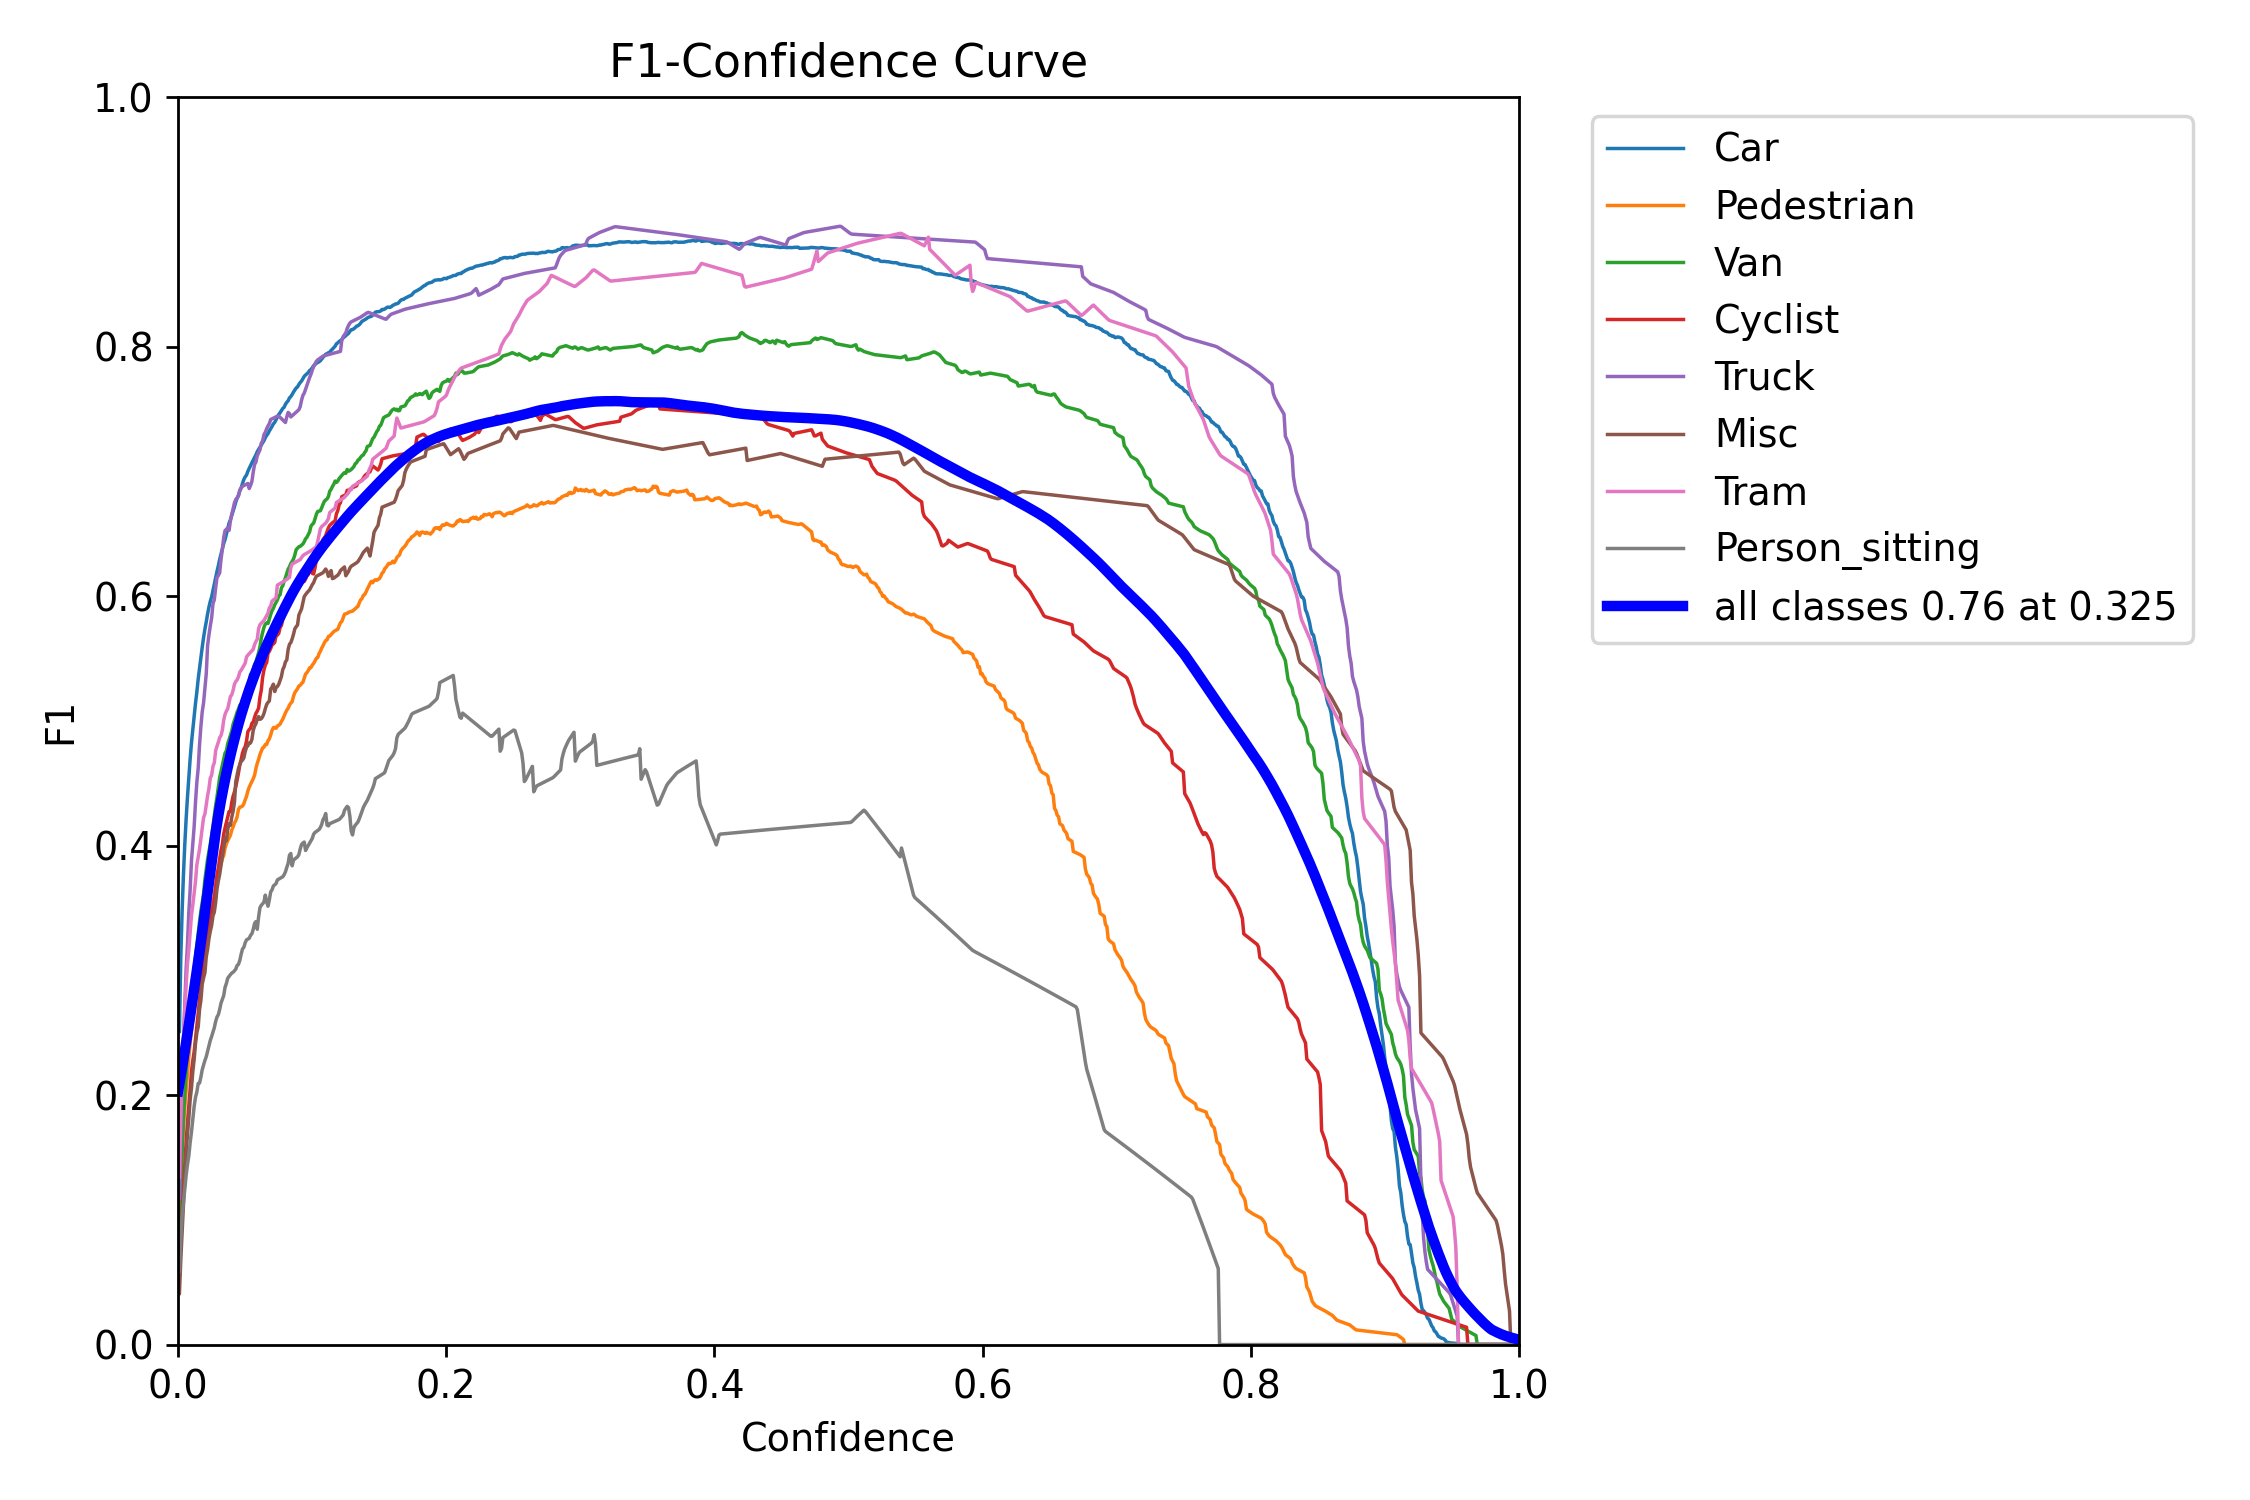 F1-Confidence Curve
1.0
0.8
0.6
0.4
0.2
0.0
F1
0.0 0.2 0.4 0.6 0.8 1.0
Confidence
Car
Pedestrian
Van
Cyclist
Truck
Misc
Tram
Person_sitting
all classes 0.76 at 0.325